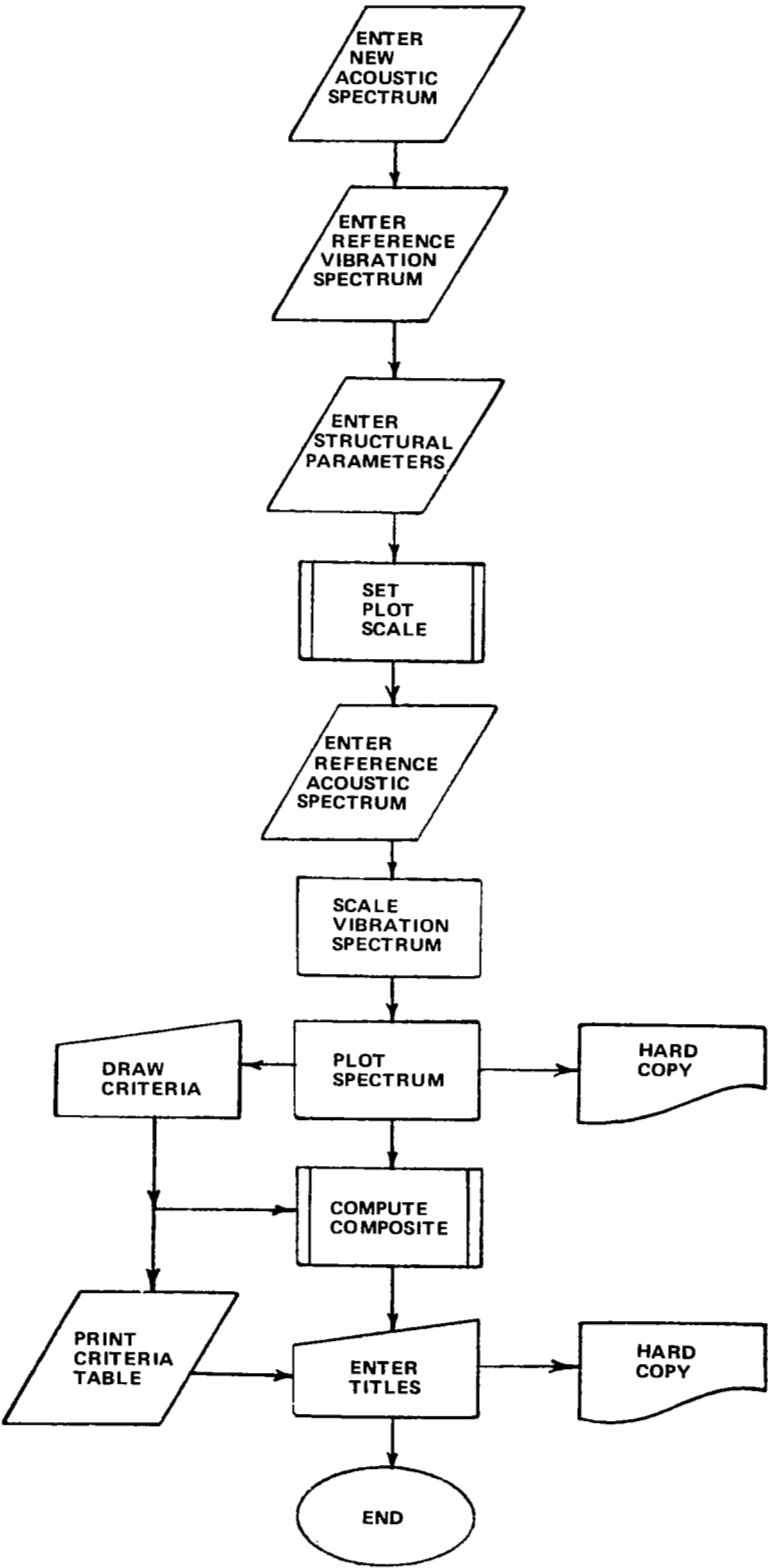 ENTER
NEW
ACOUSTIC
SPECTRUM
ENTER
REFERENCE
VIBRATION
SPECTRUM
ENTER
STRUCTURAL
PARAMETERS
SET
PLOT
SCALE
ENTER
REFERENCE
ACOUSTIC
SPECTRUM
SCALE
VIBRATION
SPECTRUM
DRAW
CRITERIA
PLOT
SPECTRUM
HARD
COPY
COMPUTE
COMPOSITE
PRINT
CRITERIA
TABLE
ENTER
TITLES
HARD
COPY
END